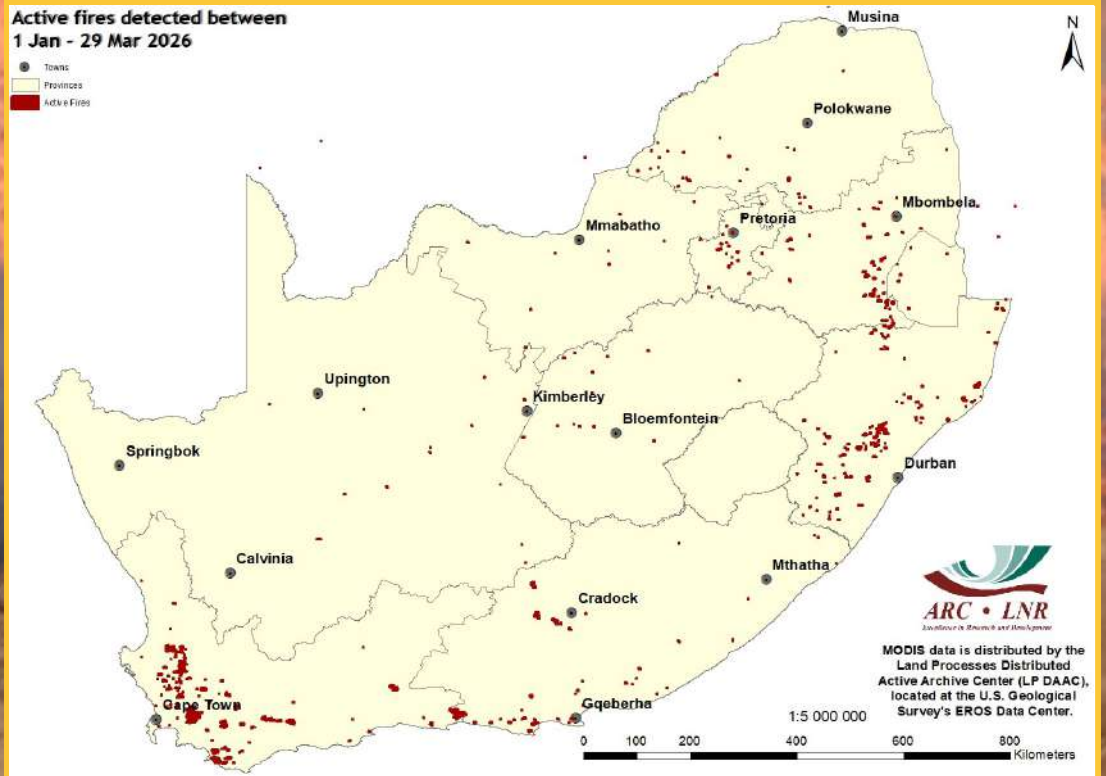 Active fires detected between
1 Jan - 29 Mar 2026
Towns
Provinces
Active Fires
N
Musina
Polokwane
Mbombela
Pretoria
Mmabatho
Upington
Kimberley
Bloemfontein
Springbok
Durban
Calvinia
Mthatha
Cradock
Cape Town
Gqeberha
ARC • LNR
Excellence in Research and Development
MODIS data is distributed by the
Land Processes Distributed
Active Archive Center (LP DAAC),
located at the U.S. Geological
Survey's EROS Data Center.
1:5 000 000
0 100 200 400 600 800
Kilometers